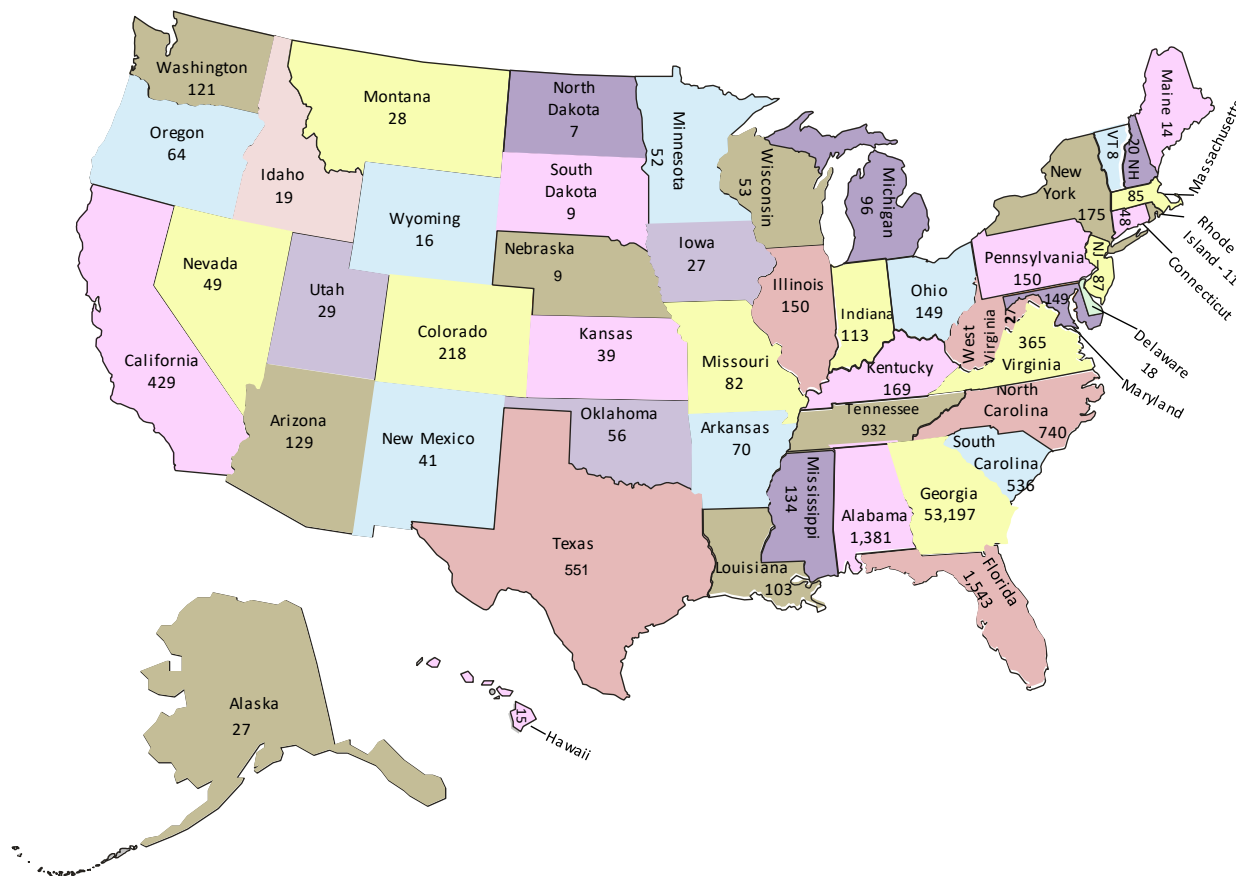 Washington
121
Oregon
64
California
429
Nevada
49
Idaho
19
Montana
28
Wyoming
16
Utah
29
Arizona
129
Colorado
218
New Mexico
41
North
Dakota
7
South
Dakota
9
Nebraska
9
Kansas
39
Oklahoma
56
Texas
551
Minnesota
52
Iowa
27
Missouri
82
Arkansas
70
Louisiana
103
Wisconsin
53
Illinois
150
Michigan
96
Indiana
113
Ohio
149
Kentucky
169
Tennessee
932
Mississippi
134
Alabama
1,381
Georgia
53,197
Florida
1,543
South
Carolina
536
North
Carolina
740
365
Virginia
West
Virginia
27
Pennsylvania
150
New
York
175
VT 8
20 NH
Maine 14
85
Massachusetts
48
Rhode
Connecticut
NJ – 87
149
Delaware
18
Maryland
Alaska
27
15
Hawaii